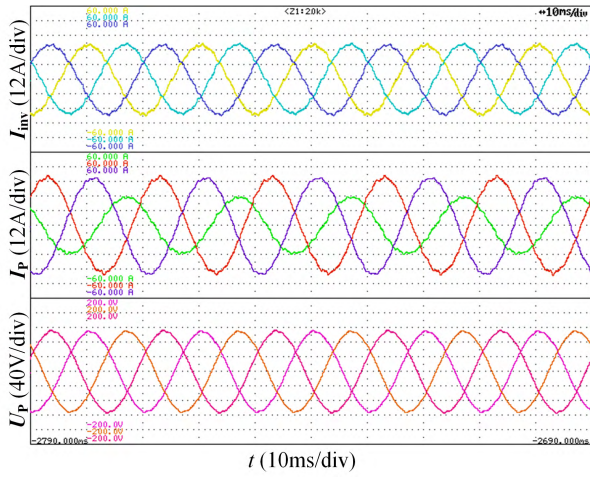 60.000 A
60.000 A
60.000 A
<Z1:20k>
↔10ms/div
I_inv (12A/div)
-60.000 A
-60.000 A
-60.000 A
60.000 A
60.000 A
60.000 A
I_P (12A/div)
-60.000 A
-60.000 A
-60.000 A
200.0V
200.0V
200.0V
U_P (40V/div)
-200.0V
-200.0V
-200.0V
-2790.000ms
-2690.000ms
t (10ms/div)